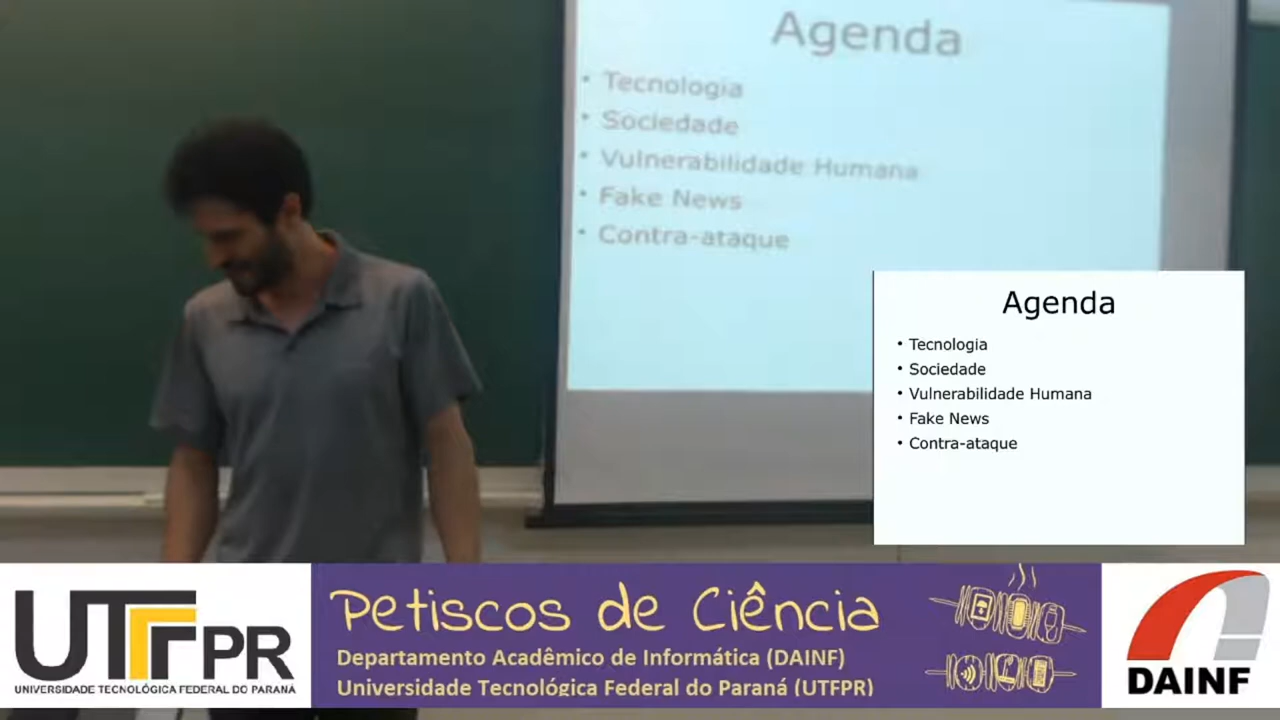 Agenda
• Tecnologia
• Sociedade
• Vulnerabilidade Humana
• Fake News
• Contra-ataque
Agenda
• Tecnologia
• Sociedade
• Vulnerabilidade Humana
• Fake News
• Contra-ataque
UTFPR
UNIVERSIDADE TECNOLÓGICA FEDERAL DO PARANÁ
Petiscos de Ciência
Departamento Acadêmico de Informática (DAINF)
Universidade Tecnológica Federal do Paraná (UTFPR)
DAINF